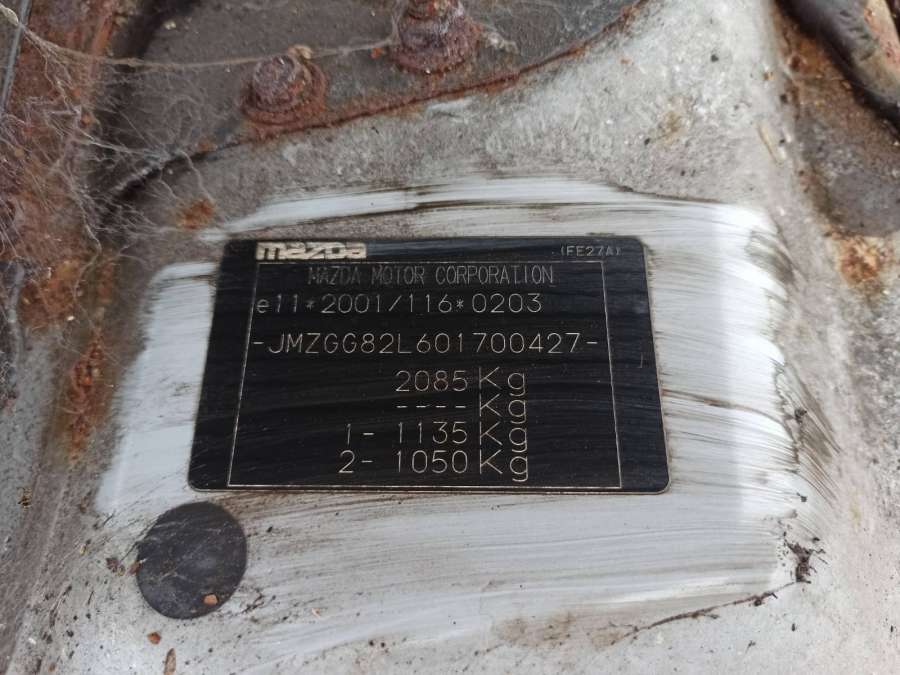 mazda (FE27A)
MAZDA MOTOR CORPORATION
e11*2001/116*0203
-JMZGG82L601700427-
2085 Kg
---- Kg
1- 1135 Kg
2- 1050 Kg